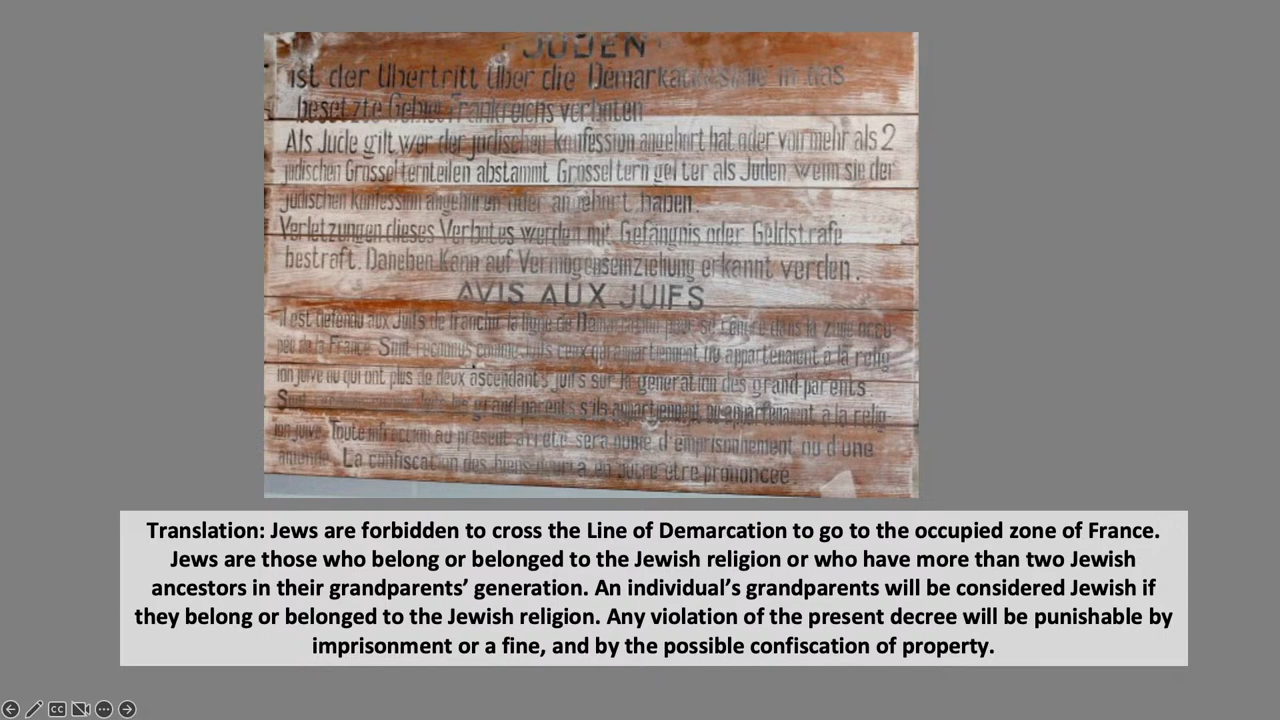 JUDEN
ist der Übertritt über die Demarkationslinie in das
besetzte Gebiet Frankreichs verboten
Als Jude gilt wer der jüdischen konfession angehört hat oder von mehr als 2
jüdischen Grosselternteilen abstammt Grosseltern gelten als Juden wenn sie der
jüdischen konfession angehören oder angehört haben.
Verletzungen dieses Verbotes werden mit Gefängnis oder Geldstrafe
bestraft. Daneben Kann auf Vermögenseinziehung erkannt werden.
AVIS AUX JUIFS
Il est défendu aux Juifs de franchir la ligne de Démarcation pour se rendre dans la zone occu-
pée de la France. Sont reconnus comme Juifs ceux qui appartiennent ou appartenaient à la relig
ion juive ou qui ont plus de deux ascendants juifs sur la génération des grand-parents.
Sont les grand-parents s'ils appartiennent ou appartenaient à la relig-
ion juive. Toute infraction au présent arrêté sera punie d'emprisonnement ou d'une
amende. La confiscation des biens pourra en outre être prononcée.
Translation: Jews are forbidden to cross the Line of Demarcation to go to the occupied zone of France.
Jews are those who belong or belonged to the Jewish religion or who have more than two Jewish
ancestors in their grandparents’ generation. An individual’s grandparents will be considered Jewish if
they belong or belonged to the Jewish religion. Any violation of the present decree will be punishable by
imprisonment or a fine, and by the possible confiscation of property.
CC